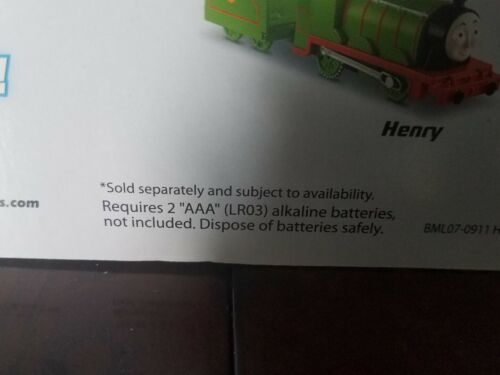 !
Henry
*Sold separately and subject to availability.
s.com
Requires 2 "AAA" (LR03) alkaline batteries,
not included. Dispose of batteries safely.
BML07-0911 H